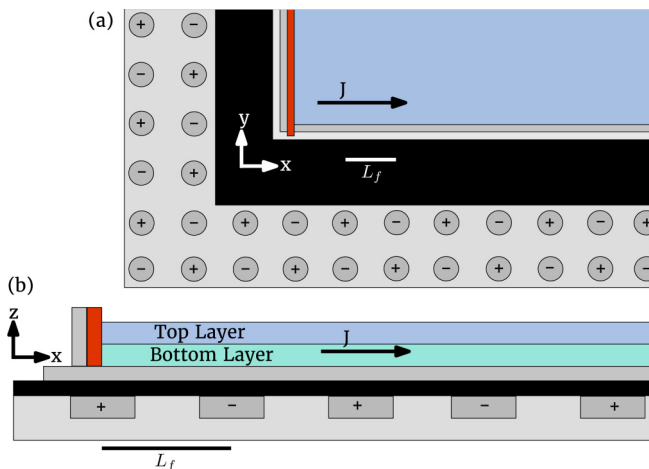 (a)
+ −
− +
J
+ −
y
− +
x
L_f
+ − + − + − + − + − +
− + − + − + − + − + −
(b)
z
Top Layer
J
x
Bottom Layer
+ − + − +
L_f